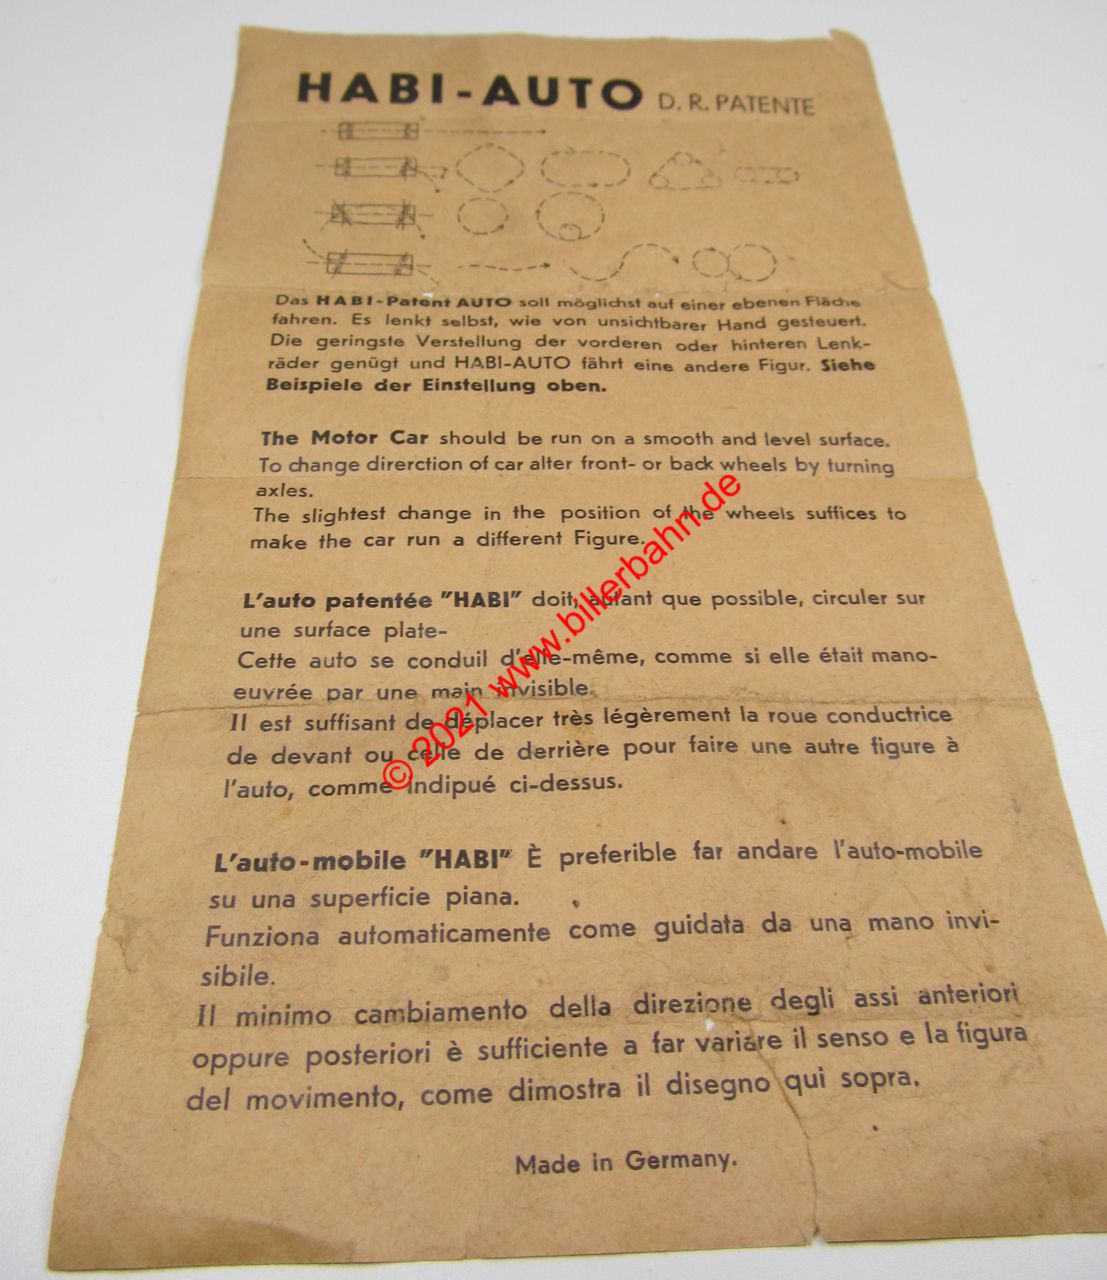 HABI-AUTO D. R. PATENTE
Das HABI-Patent AUTO soll möglichst auf einer ebenen Fläche
fahren. Es lenkt selbst, wie von unsichtbarer Hand gesteuert.
Die geringste Verstellung der vorderen oder hinteren Lenk-
räder genügt und HABI-AUTO fährt eine andere Figur. Siehe
Beispiele der Einstellung oben.
The Motor Car should be run on a smooth and level surface.
To change direrction of car alter front- or back wheels by turning
axles.
The slightest change in the position of the wheels suffices to
make the car run a different Figure.
L'auto patentée "HABI" doit, autant que possible, circuler sur
une surface plate-
Cette auto se conduil d'elle-même, comme si elle était mano-
euvrée par une main invisible.
Il est suffisant de déplacer très légèrement la roue conductrice
de devant ou celle de derrière pour faire une autre figure à
l'auto, comme indipué ci-dessus.
L'auto-mobile "HABI" È preferible far andare l'auto-mobile
su una superficie piana.
Funziona automaticamente come guidata da una mano invi-
sibile.
Il minimo cambiamento della direzione degli assi anteriori
oppure posteriori è sufficiente a far variare il senso e la figura
del movimento, come dimostra il disegno qui sopra.
Made in Germany.
© 2021 www.billerbahn.de